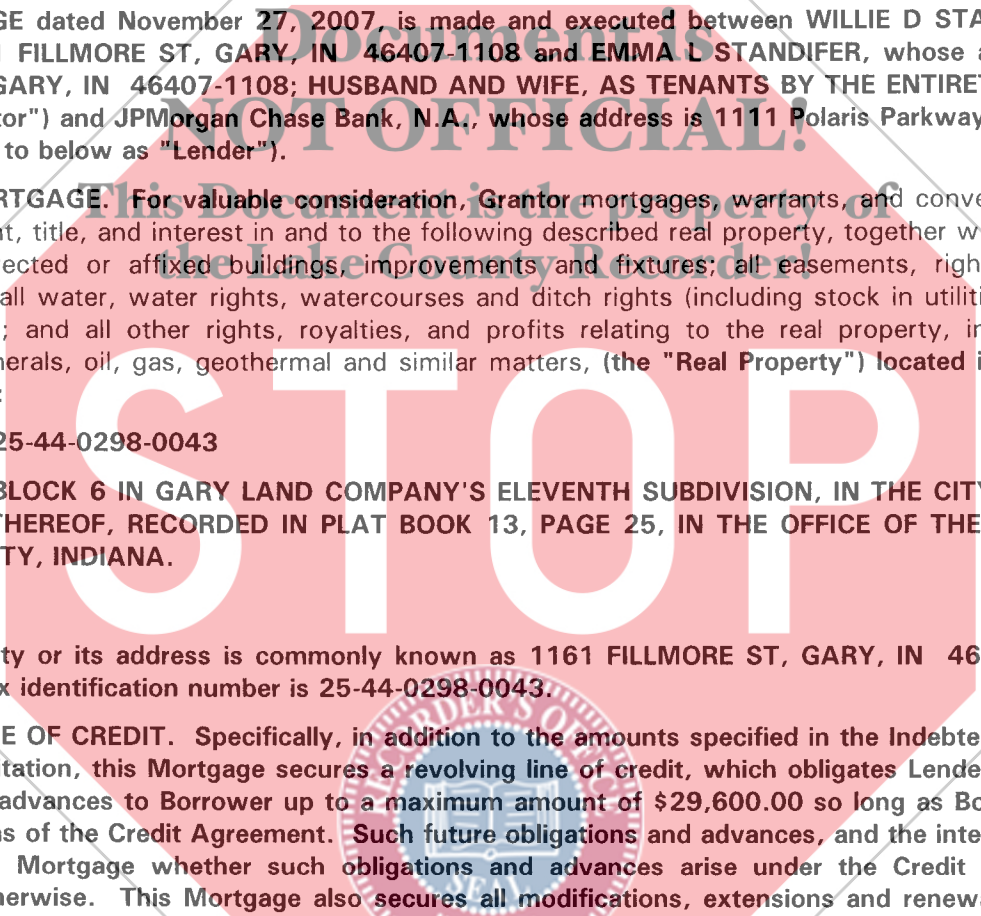 GE dated November 27, 2007, is made and executed between WILLIE D STA
FILLMORE ST, GARY, IN 46407-1108 and EMMA L STANDIFER, whose a
GARY, IN 46407-1108; HUSBAND AND WIFE, AS TENANTS BY THE ENTIRET
tor") and JPMorgan Chase Bank, N.A., whose address is 1111 Polaris Parkway
to below as "Lender").
Document is
NOT OFFICIAL!
This Document is the property of
the Lake County Recorder!
RTGAGE. For valuable consideration, Grantor mortgages, warrants, and conve
t, title, and interest in and to the following described real property, together w
ected or affixed buildings, improvements and fixtures; all easements, righ
all water, water rights, watercourses and ditch rights (including stock in utiliti
; and all other rights, royalties, and profits relating to the real property, in
nerals, oil, gas, geothermal and similar matters, (the "Real Property") located i
:
25-44-0298-0043
BLOCK 6 IN GARY LAND COMPANY'S ELEVENTH SUBDIVISION, IN THE CITY
THEREOF, RECORDED IN PLAT BOOK 13, PAGE 25, IN THE OFFICE OF THE
TY, INDIANA.
STOP
ty or its address is commonly known as 1161 FILLMORE ST, GARY, IN 46
x identification number is 25-44-0298-0043.
E OF CREDIT. Specifically, in addition to the amounts specified in the Indebte
tation, this Mortgage secures a revolving line of credit, which obligates Lende
advances to Borrower up to a maximum amount of $29,600.00 so long as Bo
ns of the Credit Agreement. Such future obligations and advances, and the inte
Mortgage whether such obligations and advances arise under the Credit
herwise. This Mortgage also secures all modifications, extensions and renewa
RECORDER'S OFFIC
SEAL